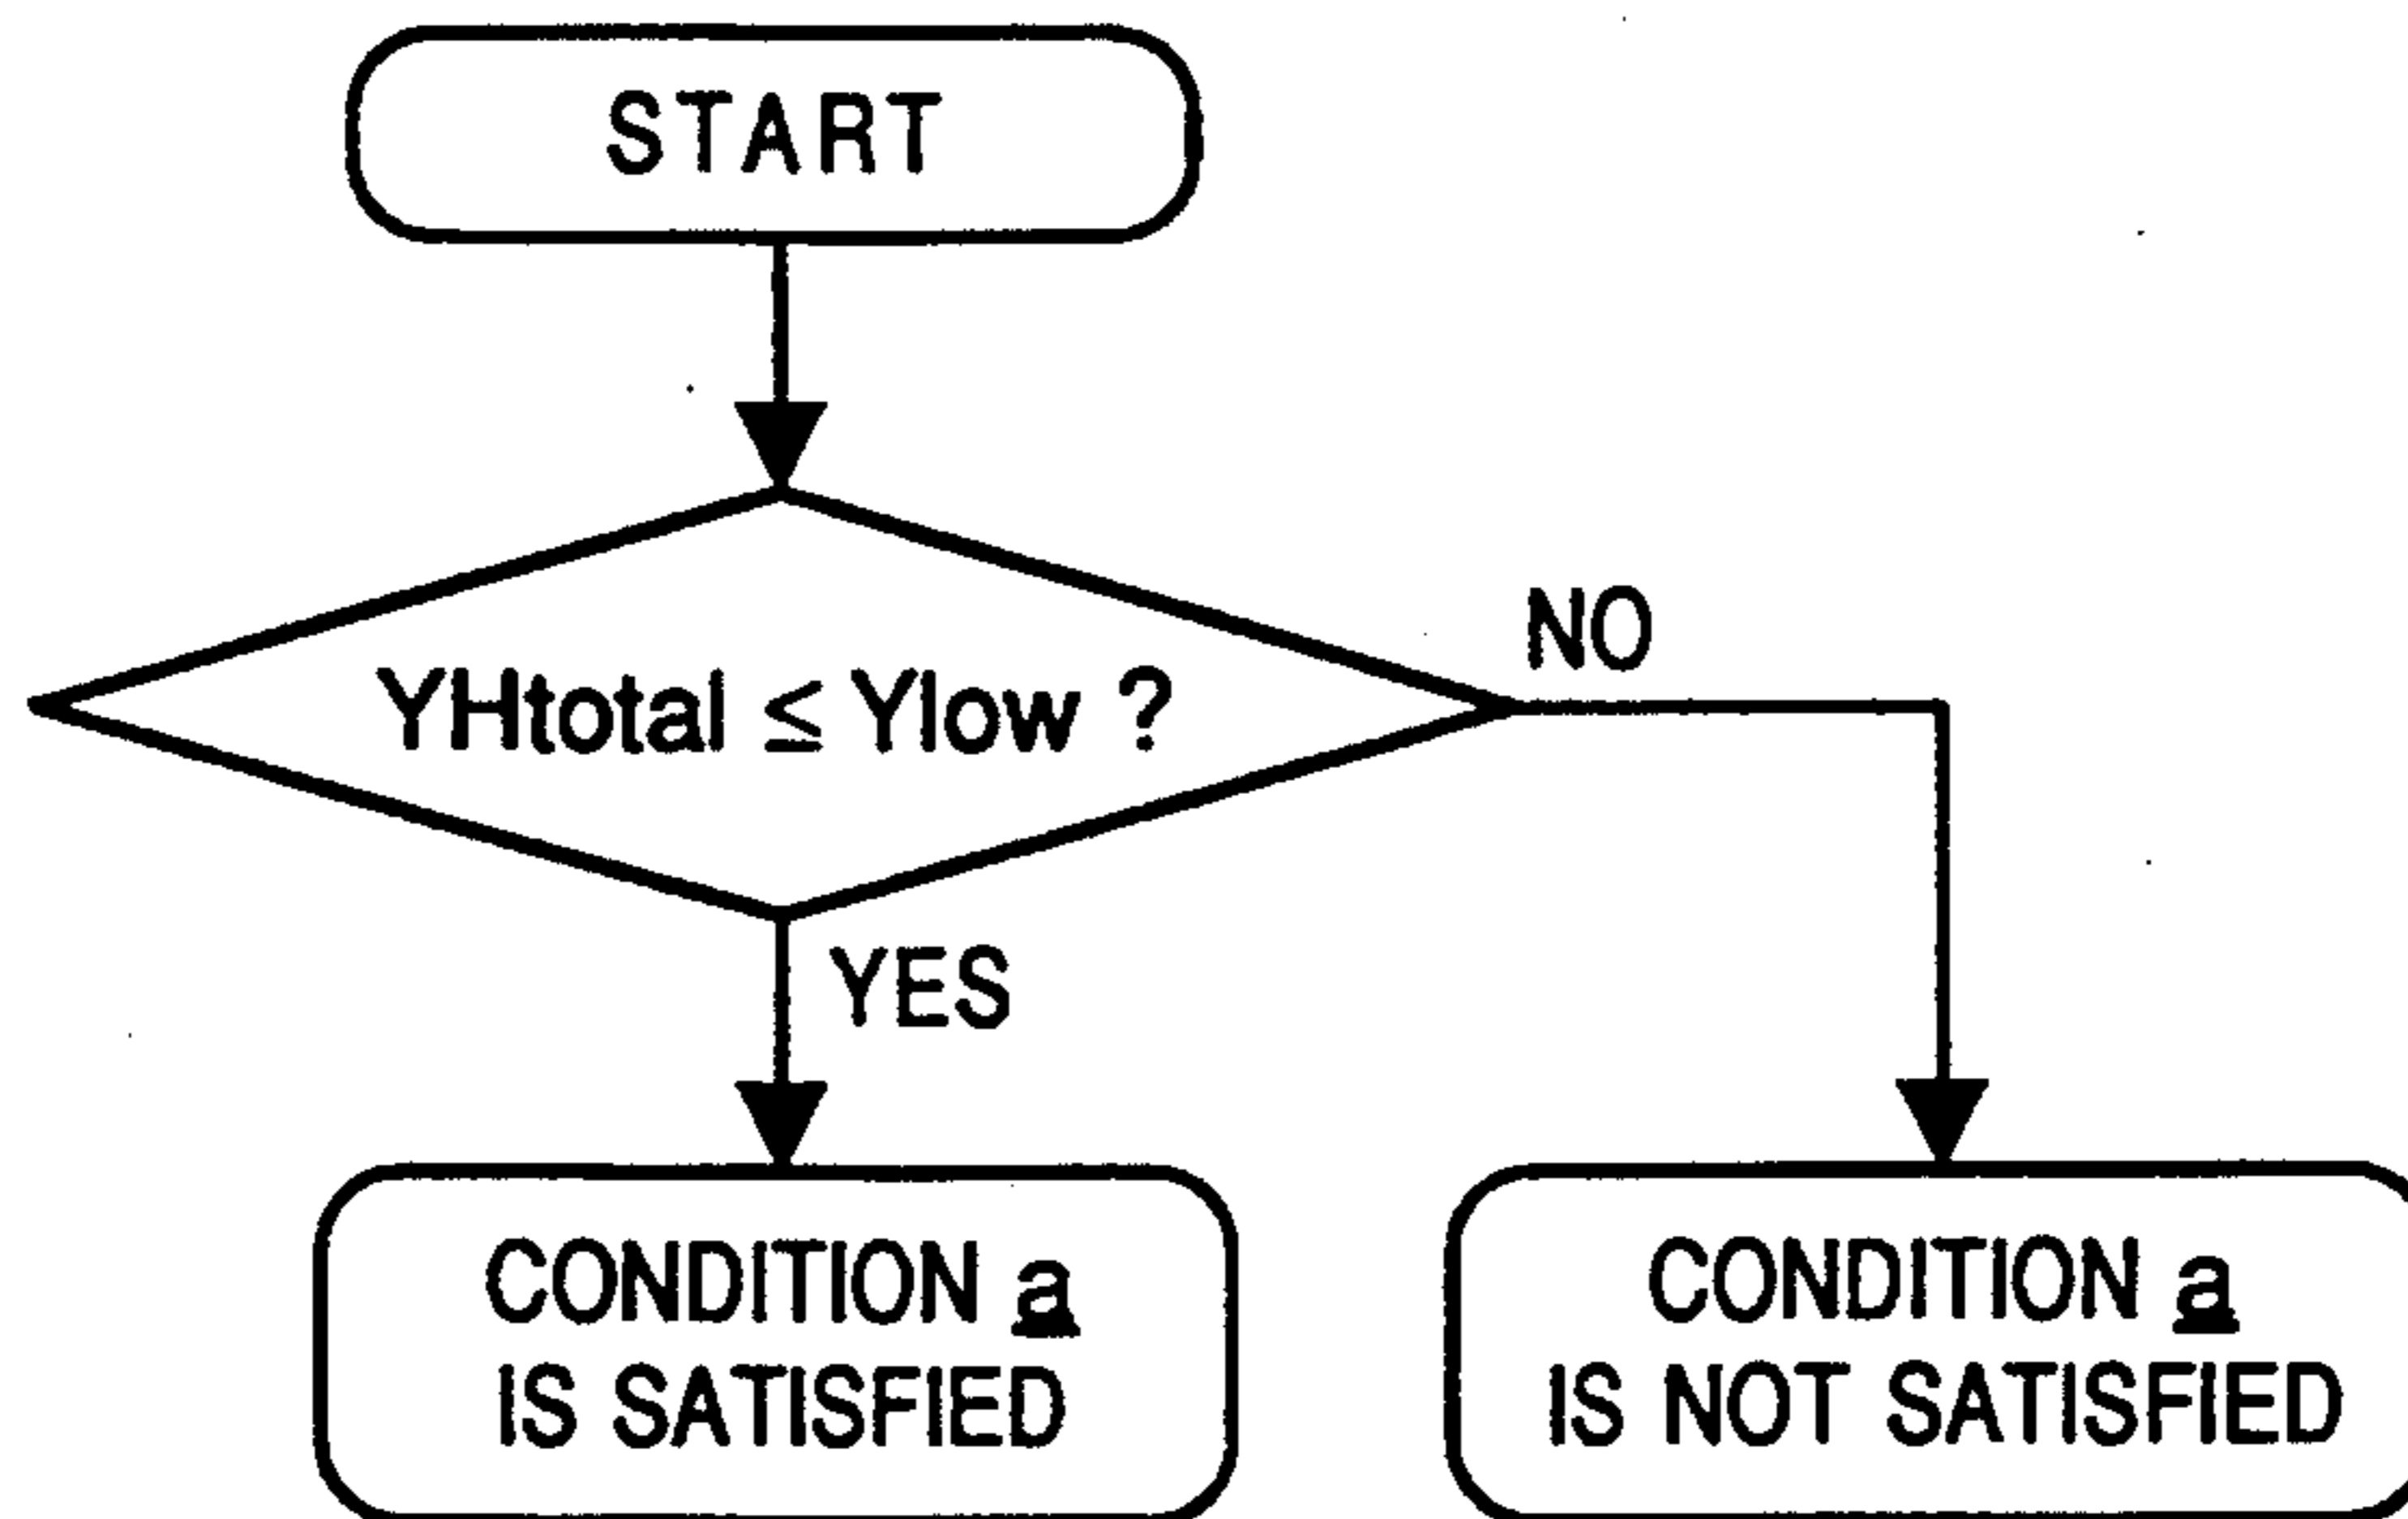 START
YHtotal ≤ Ylow ?
NO
YES
CONDITION a
IS SATISFIED
CONDITION a
IS NOT SATISFIED